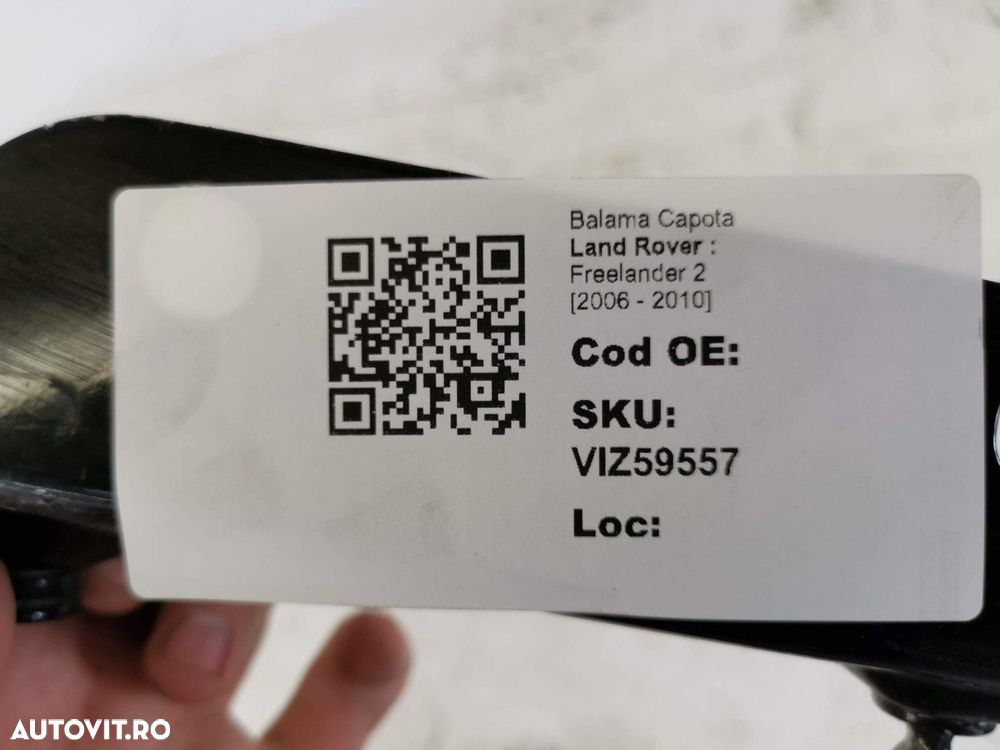 Balama Capota
Land Rover :
Freelander 2
[2006 - 2010]
Cod OE:
SKU:
VIZ59557
Loc:
AUTOVIT.RO